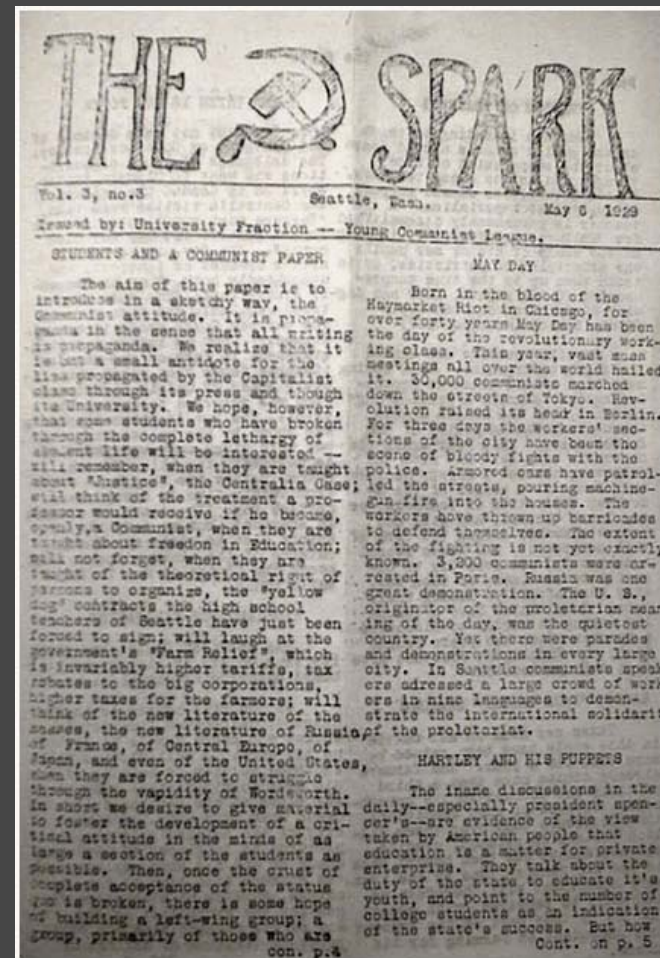 THE SPARK
Vol. 3, no.3 Seattle, Wash. May 6, 1929
Issued by: University Fraction -- Young Communist League.
STUDENTS AND A COMMUNIST PAPER
The aim of this paper is to
introduce in a sketchy way, the
Communist attitude. It is propa-
ganda in the sense that all writing
is propaganda. We realize that it
is but a small antidote for the
lies propagated by the Capitalist
class through its press and though
its University. We hope, however,
that some students who have broken
through the complete lethargy of
student life will be interested --
will remember, when they are taught
about "Justice", the Centralia Case;
will think of the treatment a pro-
fessor would receive if he became,
openly,a Communist, when they are
taught about freedom in Education;
will not forget, when they are
taught of the theoretical right of
persons to organize, the "yellow
dog" contracts the high school
teachers of Seattle have just been
forced to sign; will laugh at the
government's "Farm Relief", which
is invariably higher tariffs, tax
rebates to the big corporations,
higher taxes for the farmers; will
think of the new literature of the
masses, the new literature of Russia,
of France, of Central Europe, of
Japan, and even of the United States,
when they are forced to struggle
through the vapidity of Wordsworth.
In short we desire to give material
to foster the development of a cri-
tical attitude in the minds of as
large a section of the students as
possible. Then, once the crust of
complete acceptance of the status
quo is broken, there is some hope
of building a left-wing group; a
group, primarily of those who are
con. p.4
MAY DAY
Born in the blood of the
Haymarket Riot in Chicago, for
over forty years May Day has been
the day of the revolutionary work-
ing class. This year, vast mass
meetings all over the world hailed
it. 30,000 communists marched
down the streets of Tokyo. Rev-
olution raised its head in Berlin.
For three days the workers' sec-
tions of the city have been the
scene of bloody fights with the
police. Armored cars have patrol-
led the streets, pouring machine-
gun fire into the houses. The
workers have thrown up barricades
to defend themselves. The extent
of the fighting is not yet exactly
known. 3,200 communists were ar-
rested in Paris. Russia was one
great demonstration. The U. S.,
originator of the proletarian mean
ing of the day, was the quietest
country. Yet there were parades
and demonstrations in every large
city. In Seattle communists speak
ers adressed a large crowd of work
ers in nine languages to demon-
strate the international solidarit
of the proletariat.
HARTLEY AND HIS PUPPETS
The inane discussions in the
daily--especially president spen-
cer's--are evidence of the view
taken by American people that
education is a matter for private
enterprise. They talk about the
duty of the state to educate it's
youth, and point to the number of
college students as an indication
of the state's success. But how
Cont. on p. 5